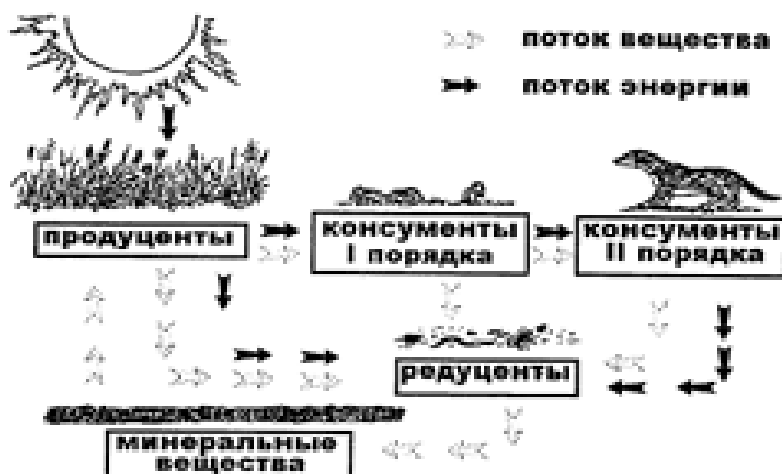 поток вещества
поток энергии
продуценты
консументы
I порядка
консументы
II порядка
редуценты
минеральные
вещества